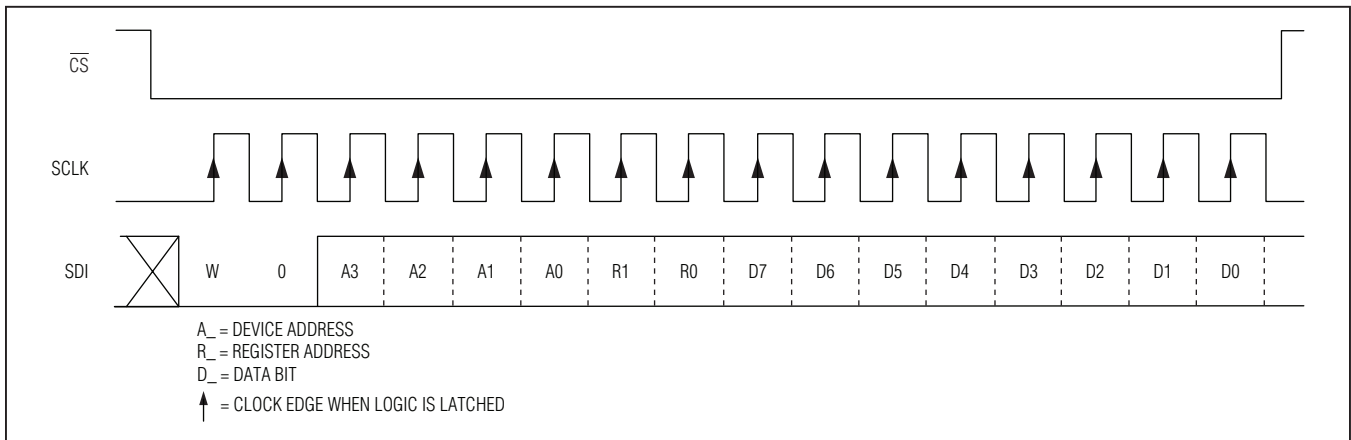 CS
SCLK
SDI W 0 A3 A2 A1 A0 R1 R0 D7 D6 D5 D4 D3 D2 D1 D0
A_ = DEVICE ADDRESS
R_ = REGISTER ADDRESS
D_ = DATA BIT
= CLOCK EDGE WHEN LOGIC IS LATCHED